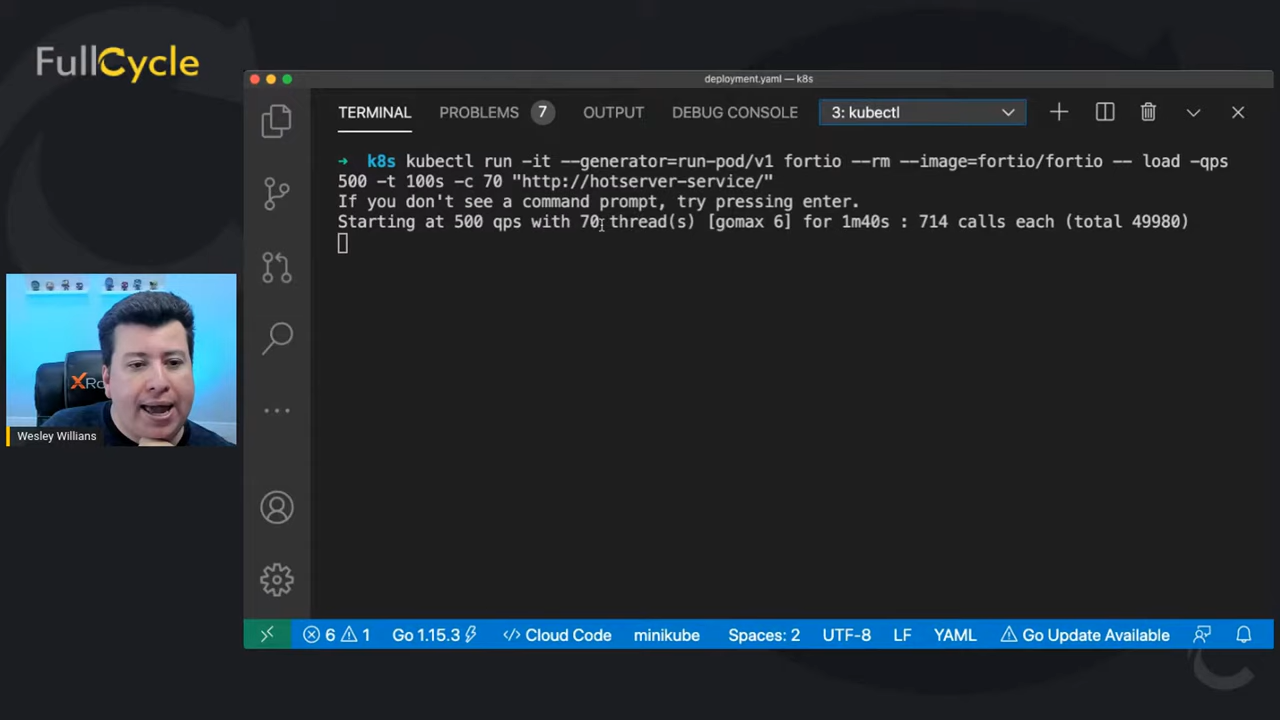 FullCycle
deployment.yaml — k8s
TERMINAL PROBLEMS 7 OUTPUT DEBUG CONSOLE 3: kubectl
→ k8s kubectl run -it --generator=run-pod/v1 fortio --rm --image=fortio/fortio -- load -qps
500 -t 100s -c 70 "http://hotserver-service/"
If you don't see a command prompt, try pressing enter.
Starting at 500 qps with 70 thread(s) [gomax 6] for 1m40s : 714 calls each (total 49980)
Wesley Willians
6 1 Go 1.15.3 Cloud Code minikube Spaces: 2 UTF-8 LF YAML Go Update Available